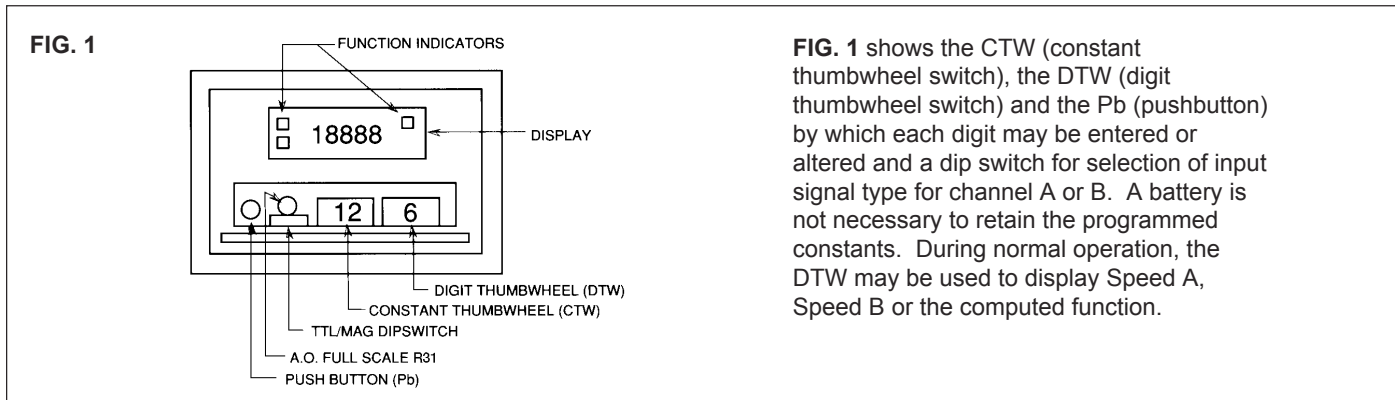 FIG. 1
FUNCTION INDICATORS
18888
DISPLAY
12
6
DIGIT THUMBWHEEL (DTW)
CONSTANT THUMBWHEEL (CTW)
TTL/MAG DIPSWITCH
A.O. FULL SCALE R31
PUSH BUTTON (Pb)
FIG. 1 shows the CTW (constant
thumbwheel switch), the DTW (digit
thumbwheel switch) and the Pb (pushbutton)
by which each digit may be entered or
altered and a dip switch for selection of input
signal type for channel A or B.  A battery is
not necessary to retain the programmed
constants.  During normal operation, the
DTW may be used to display Speed A,
Speed B or the computed function.